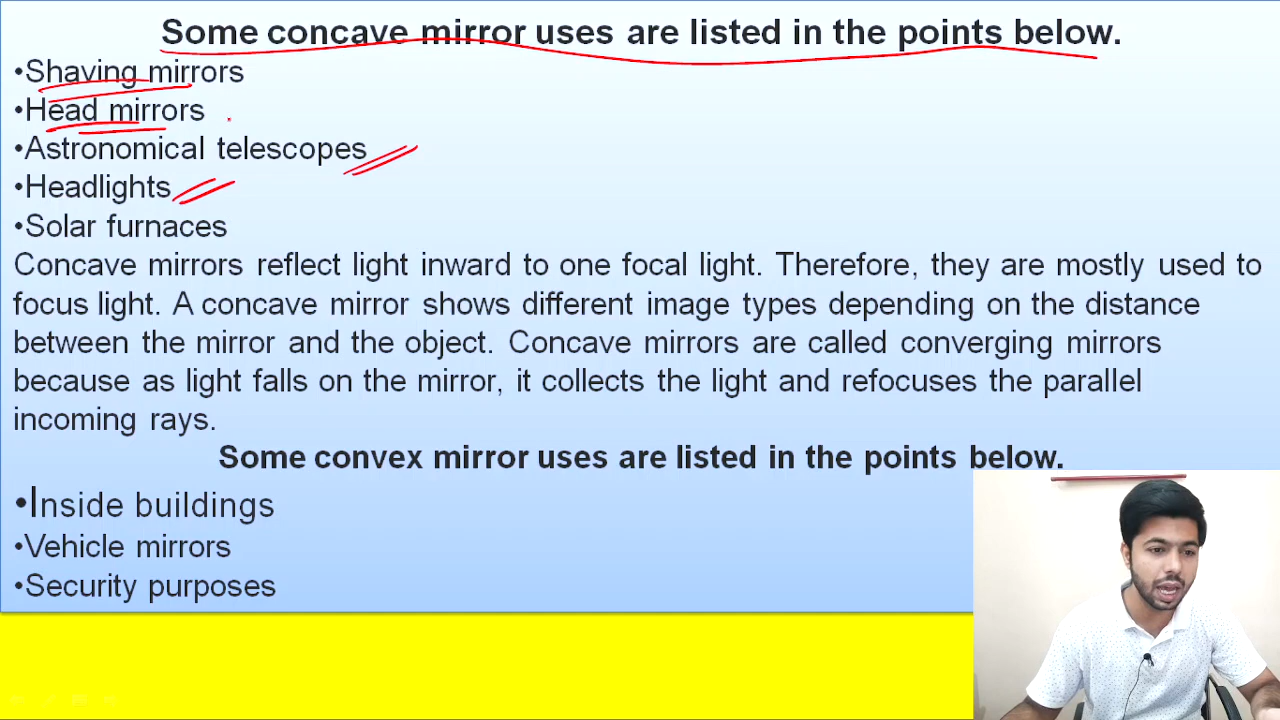 Some concave mirror uses are listed in the points below.
•Shaving mirrors
•Head mirrors
•Astronomical telescopes
•Headlights
•Solar furnaces
Concave mirrors reflect light inward to one focal light. Therefore, they are mostly used to
focus light. A concave mirror shows different image types depending on the distance
between the mirror and the object. Concave mirrors are called converging mirrors
because as light falls on the mirror, it collects the light and refocuses the parallel
incoming rays.
Some convex mirror uses are listed in the points below.
•Inside buildings
•Vehicle mirrors
•Security purposes